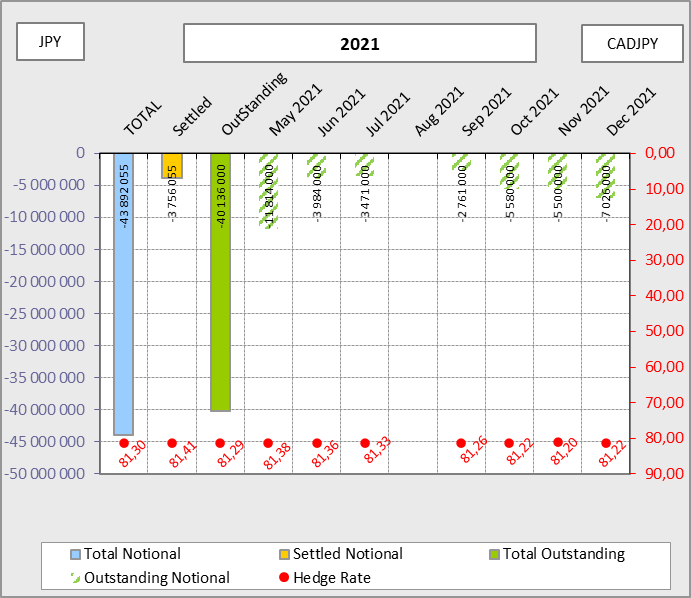 JPY
2021
CADJPY
TOTAL
Settled
OutStanding
May 2021
Jun 2021
Jul 2021
Aug 2021
Sep 2021
Oct 2021
Nov 2021
Dec 2021
0
-5 000 000
-10 000 000
-15 000 000
-20 000 000
-25 000 000
-30 000 000
-35 000 000
-40 000 000
-45 000 000
-50 000 000
-43 892 055
-3 756 055
-40 136 000
-11 814 000
-3 984 000
-3 471 000
-2 761 000
-5 580 000
-5 500 000
-7 026 000
81,30
81,41
81,29
81,38
81,36
81,33
81,26
81,22
81,20
81,22
0,00
10,00
20,00
30,00
40,00
50,00
60,00
70,00
80,00
90,00
Total Notional
Settled Notional
Total Outstanding
Outstanding Notional
Hedge Rate